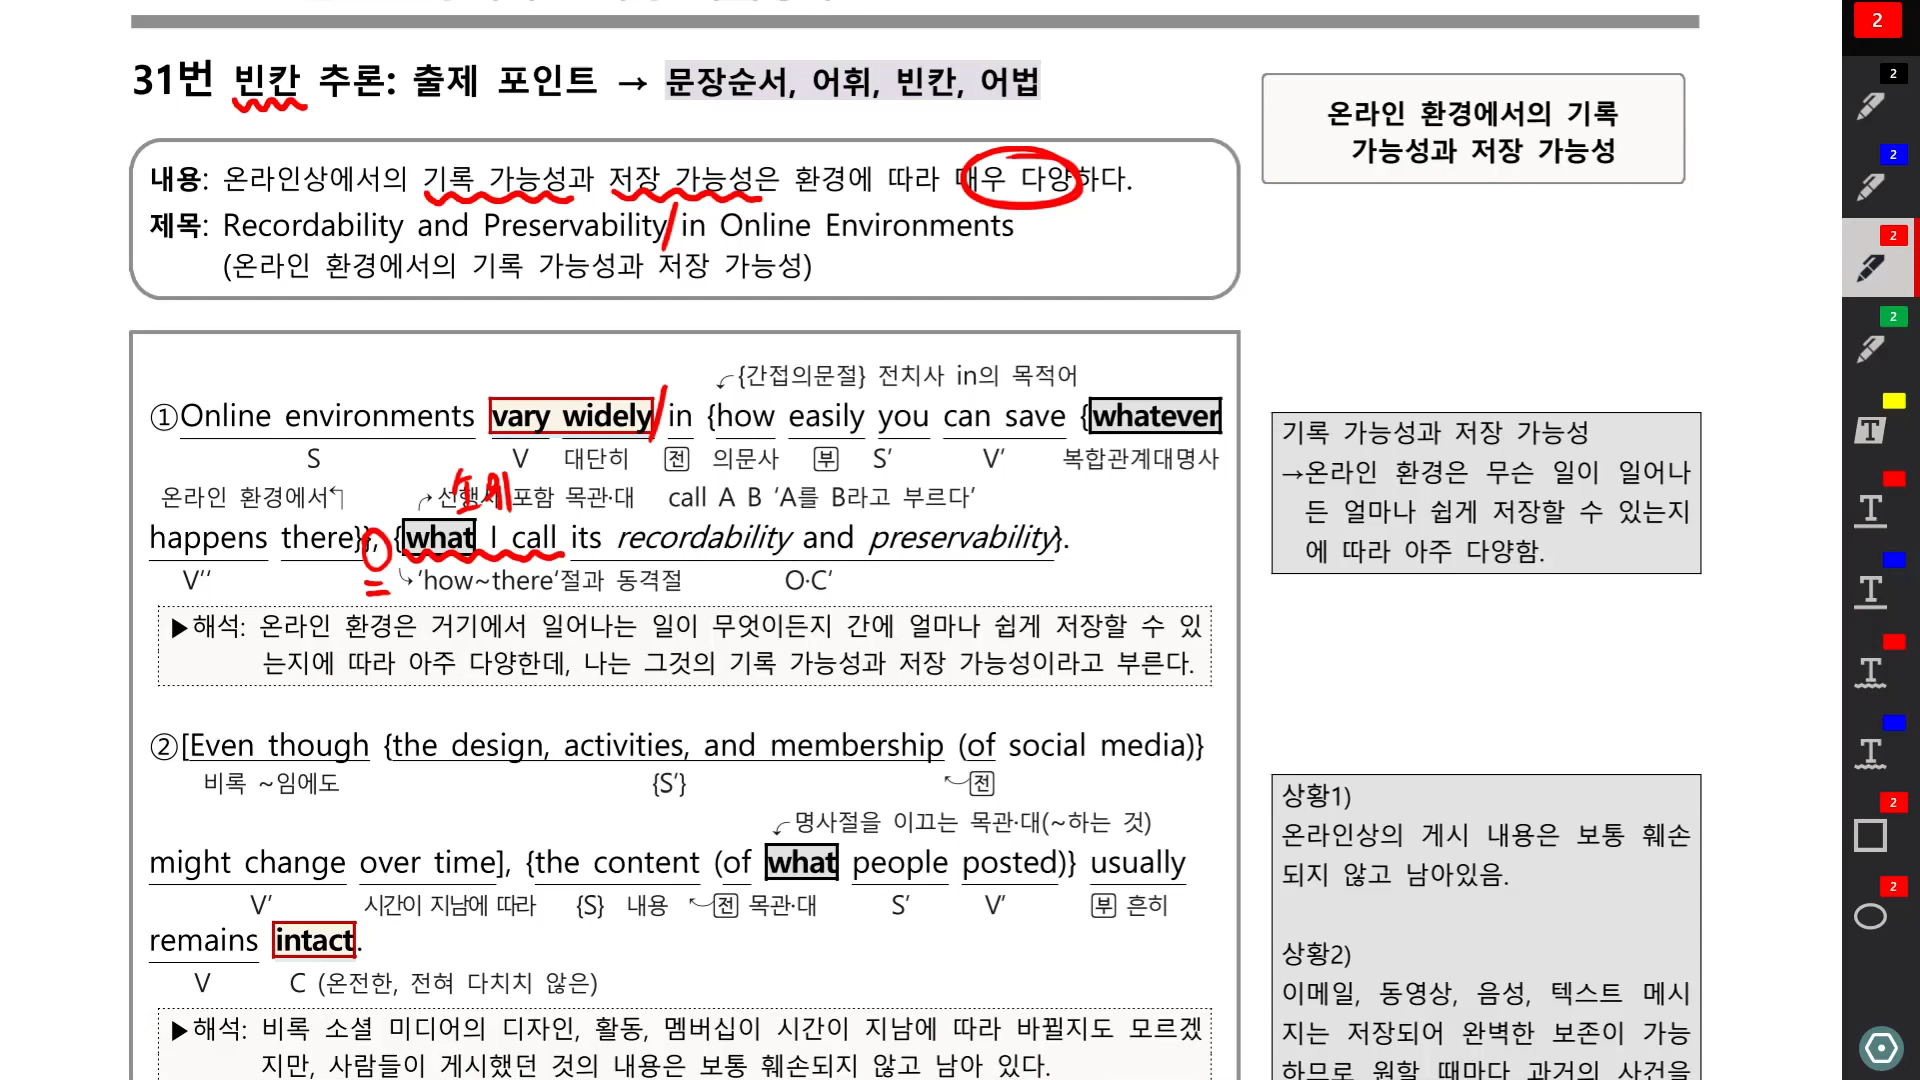 31번 빈칸 추론: 출제 포인트 → 문장순서, 어휘, 빈칸, 어법
온라인 환경에서의 기록
가능성과 저장 가능성
내용: 온라인상에서의 기록 가능성과 저장 가능성은 환경에 따라 매우 다양하다.
제목: Recordability and Preservability/ in Online Environments
(온라인 환경에서의 기록 가능성과 저장 가능성)
{간접의문절} 전치사 in의 목적어
①Online environments vary widely/ in {how easily you can save {whatever
S V 대단히 전 의문사 부 S′ V′ 복합관계대명사
온라인 환경에서 선행사 포함 목관·대 call A B ‘A를 B라고 부르다’
happens there}}, {what I call its recordability and preservability}.
V′′ ‘how~there‘절과 동격절 O·C′
▶해석: 온라인 환경은 거기에서 일어나는 일이 무엇이든지 간에 얼마나 쉽게 저장할 수 있
는지에 따라 아주 다양한데, 나는 그것의 기록 가능성과 저장 가능성이라고 부른다.
기록 가능성과 저장 가능성
→온라인 환경은 무슨 일이 일어나
든 얼마나 쉽게 저장할 수 있는지
에 따라 아주 다양함.
②[Even though {the design, activities, and membership (of social media)}
비록 ~임에도 {S′} 전
명사절을 이끄는 목관·대(~하는 것)
might change over time], {the content (of what people posted)} usually
V′ 시간이 지남에 따라 {S} 내용 전 목관·대 S′ V′ 부 흔히
remains intact.
V C (온전한, 전혀 다치치 않은)
▶해석: 비록 소셜 미디어의 디자인, 활동, 멤버십이 시간이 지남에 따라 바뀔지도 모르겠
지만, 사람들이 게시했던 것의 내용은 보통 훼손되지 않고 남아 있다.
상황1)
온라인상의 게시 내용은 보통 훼손
되지 않고 남아있음.
상황2)
이메일, 동영상, 음성, 텍스트 메시
지는 저장되어 완벽한 보존이 가능
하므로 원할 때마다 과거의 사건을
2
2
2
2
2
T
T
T
T
T
2
2